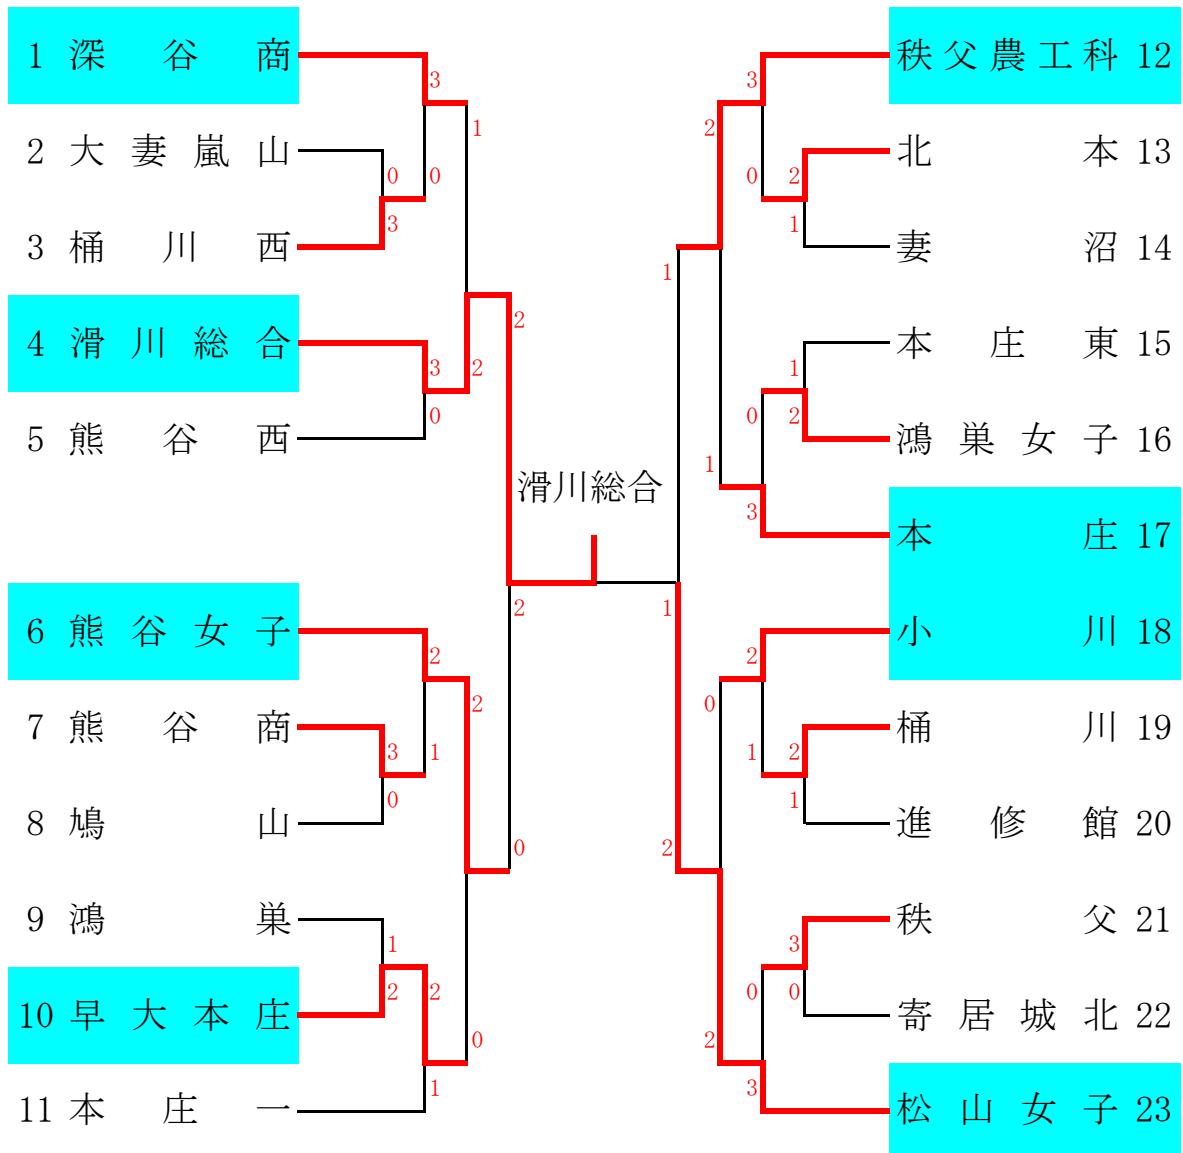 1 深谷商
2 大妻嵐山
3 桶川西
4 滑川総合
5 熊谷西
6 熊谷女子
7 熊谷商
8 鳩山
9 鴻巣
10 早大本庄
11 本庄一
3
1
0
0
3
2
3
2
0
滑川総合
2
2
2
3
1
0
0
1
2
2
0
1
秩父農工科 12
北本 13
妻沼 14
本庄東 15
鴻巣女子 16
本庄 17
小川 18
桶川 19
進修館 20
秩父 21
寄居城北 22
松山女子 23
3
2
0
2
1
1
1
0
2
1
3
1
2
0
1
2
1
2
3
0
0
2
3